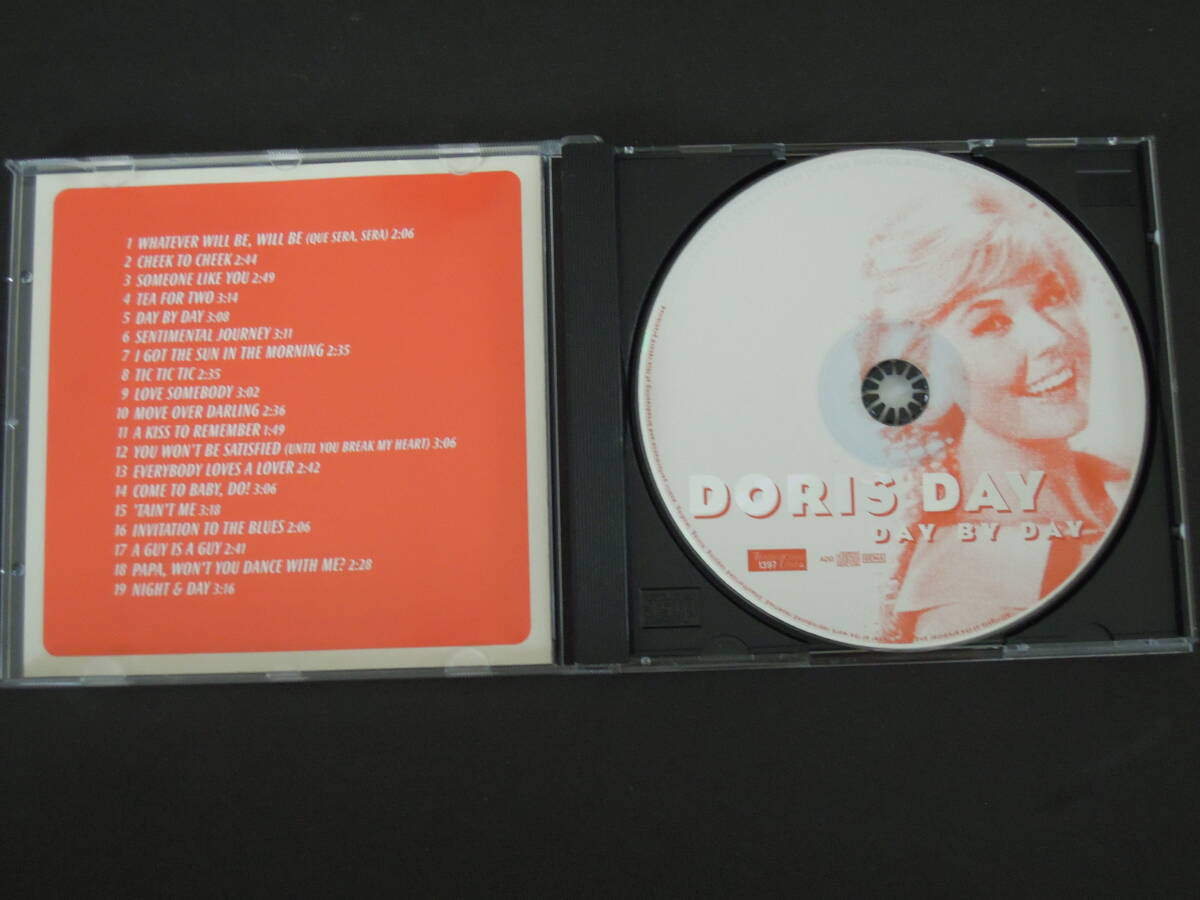 1 WHATEVER WILL BE, WILL BE (QUE SERA, SERA) 2:06
2 CHEEK TO CHEEK 2:44
3 SOMEONE LIKE YOU 2:49
4 TEA FOR TWO 3:14
5 DAY BY DAY 3:08
6 SENTIMENTAL JOURNEY 3:11
7 I GOT THE SUN IN THE MORNING 2:35
8 TIC TIC TIC 2:35
9 LOVE SOMEBODY 3:02
10 MOVE OVER DARLING 2:36
11 A KISS TO REMEMBER 1:49
12 YOU WON'T BE SATISFIED (UNTIL YOU BREAK MY HEART) 3:06
13 EVERYBODY LOVES A LOVER 2:42
14 COME TO BABY, DO! 3:06
15 'TAIN'T ME 3:18
16 INVITATION TO THE BLUES 2:06
17 A GUY IS A GUY 2:41
18 PAPA, WON'T YOU DANCE WITH ME? 2:28
19 NIGHT & DAY 3:16
DORIS DAY
DAY BY DAY
1397
ADD
GEMA